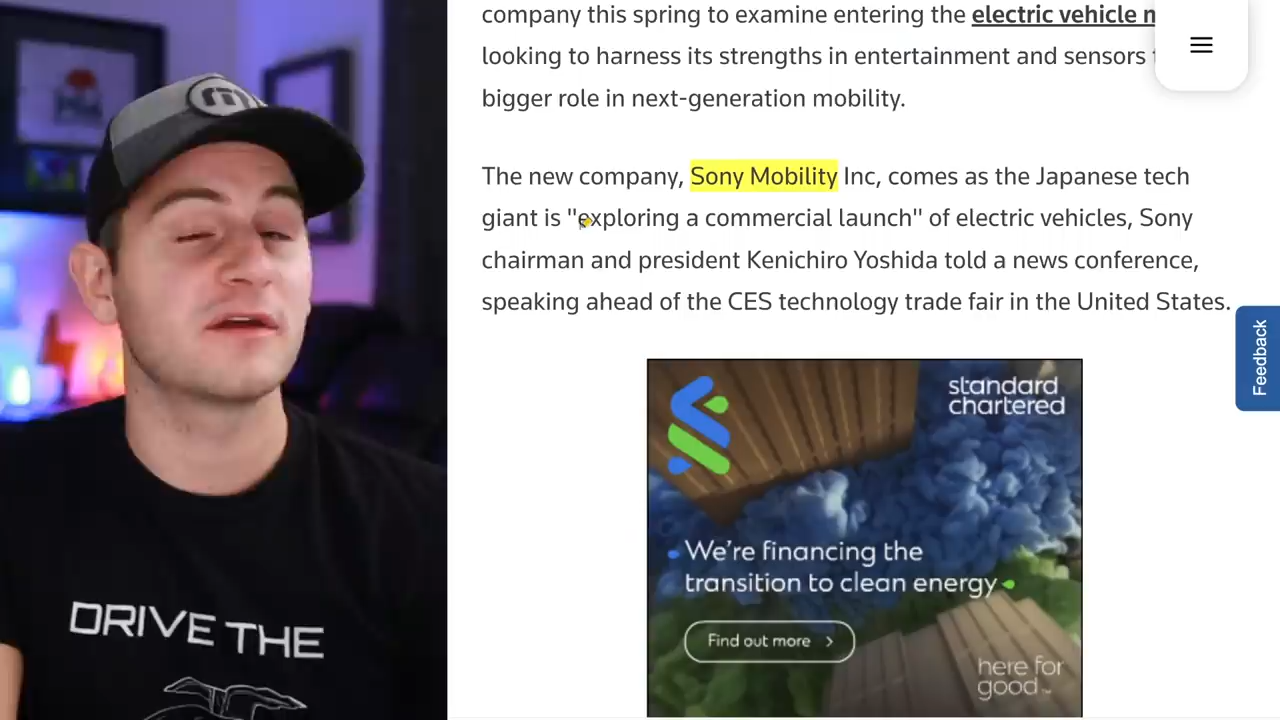 company this spring to examine entering the electric vehicle
looking to harness its strengths in entertainment and sensors
bigger role in next-generation mobility.
The new company, Sony Mobility Inc, comes as the Japanese tech
giant is "exploring a commercial launch" of electric vehicles, Sony
chairman and president Kenichiro Yoshida told a news conference,
speaking ahead of the CES technology trade fair in the United States.
Feedback
standard
chartered
We're financing the
transition to clean energy
Find out more >
here for
good™
DRIVE THE